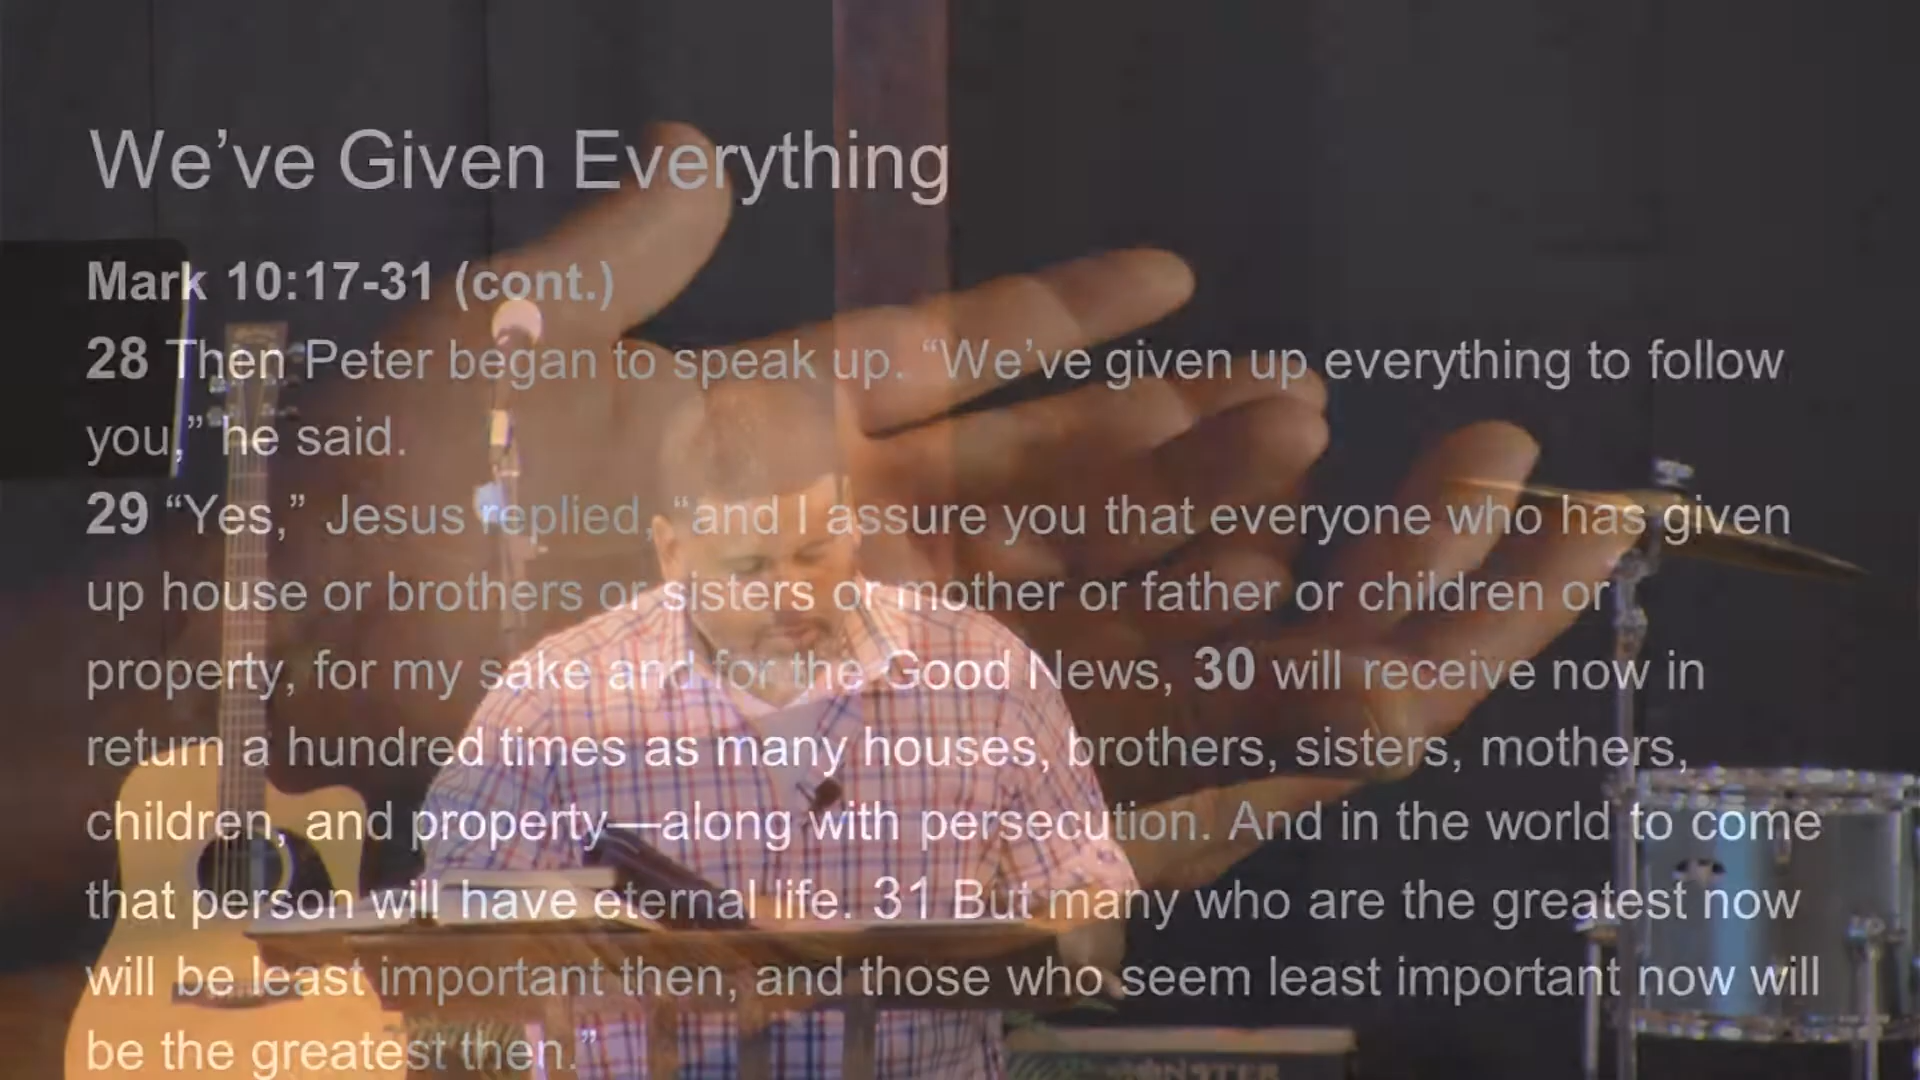 We’ve Given Everything
Mark 10:17-31 (cont.)
28 Then Peter began to speak up. “We’ve given up everything to follow
you,” he said.
29 “Yes,” Jesus replied, “and I assure you that everyone who has given
up house or brothers or sisters or mother or father or children or
property, for my sake and for the Good News, 30 will receive now in
return a hundred times as many houses, brothers, sisters, mothers,
children, and property—along with persecution. And in the world to come
that person will have eternal life. 31 But many who are the greatest now
will be least important then, and those who seem least important now will
be the greatest then.”
MONSTER